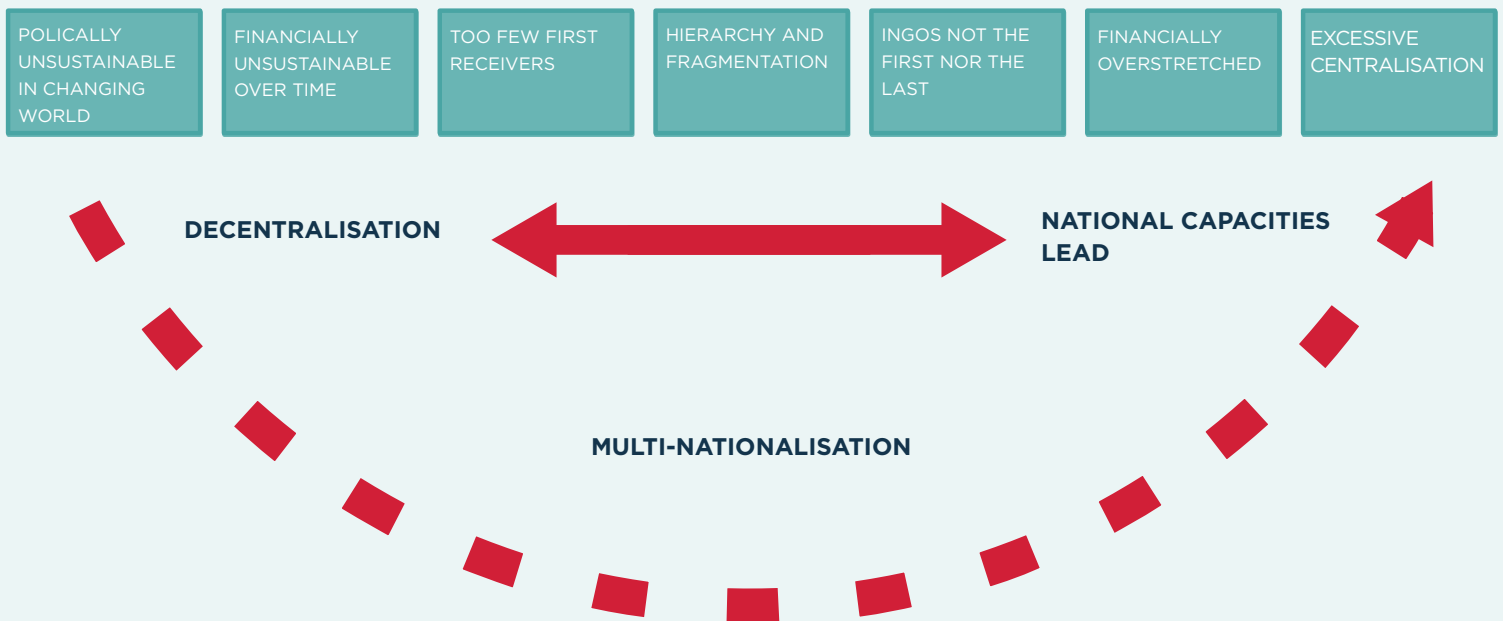 POLICALLY
UNSUSTAINABLE
IN CHANGING
WORLD
FINANCIALLY
UNSUSTAINABLE
OVER TIME
TOO FEW FIRST
RECEIVERS
HIERARCHY AND
FRAGMENTATION
INGOS NOT THE
FIRST NOR THE
LAST
FINANCIALLY
OVERSTRETCHED
EXCESSIVE
CENTRALISATION
DECENTRALISATION
NATIONAL CAPACITIES
LEAD
MULTI-NATIONALISATION